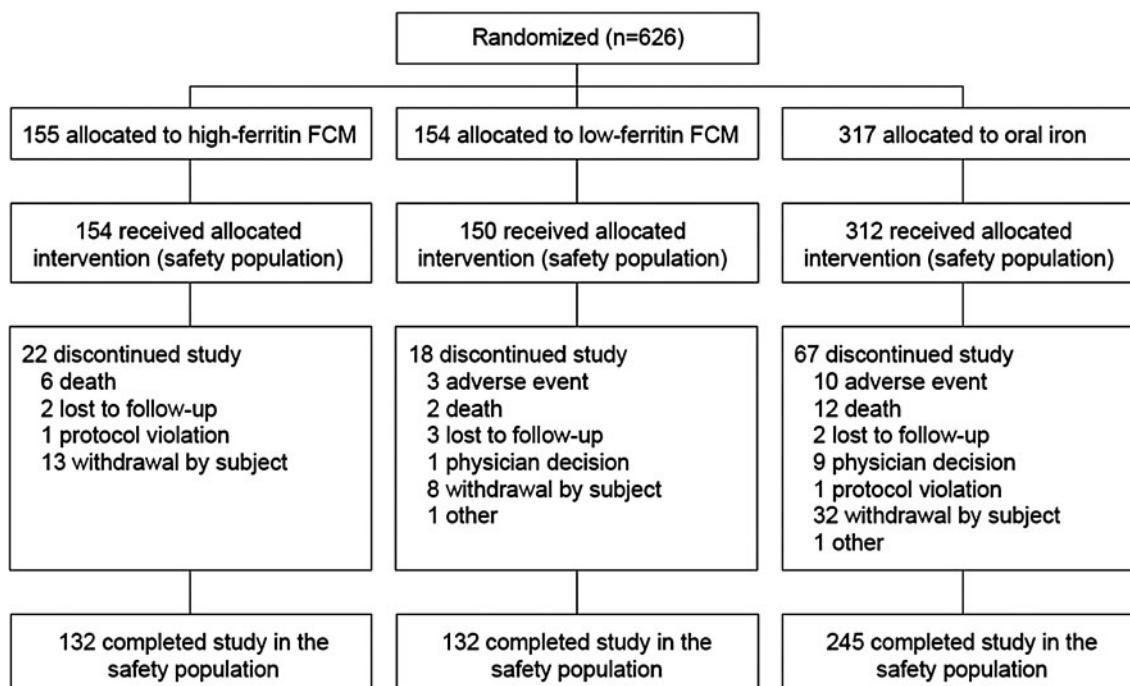 Randomized (n=626)
155 allocated to high-ferritin FCM
154 allocated to low-ferritin FCM
317 allocated to oral iron
154 received allocated
intervention (safety population)
150 received allocated
intervention (safety population)
312 received allocated
intervention (safety population)
22 discontinued study
6 death
2 lost to follow-up
1 protocol violation
13 withdrawal by subject
18 discontinued study
3 adverse event
2 death
3 lost to follow-up
1 physician decision
8 withdrawal by subject
1 other
67 discontinued study
10 adverse event
12 death
2 lost to follow-up
9 physician decision
1 protocol violation
32 withdrawal by subject
1 other
132 completed study in the
safety population
132 completed study in the
safety population
245 completed study in the
safety population